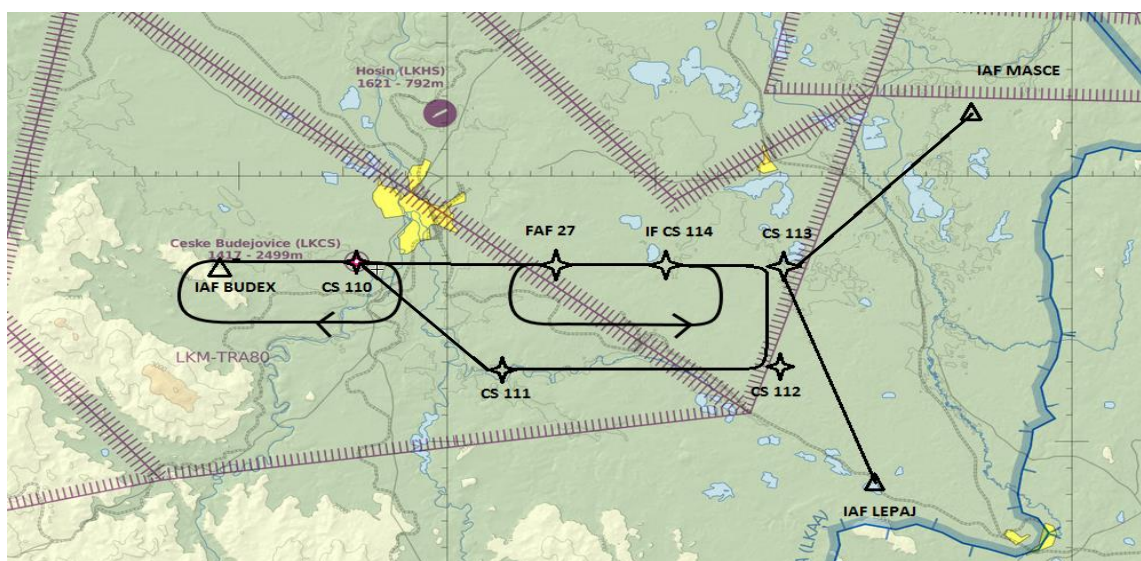 IAF MASCE
Hosin (LKHS)
1621 - 792m
FAF 27
IF CS 114
CS 113
Ceske Budejovice (LKCS)
1417 - 2499m
IAF BUDEX
CS 110
LKM-TRA80
CS 111
CS 112
IAF LEPAJ
(LKAA)